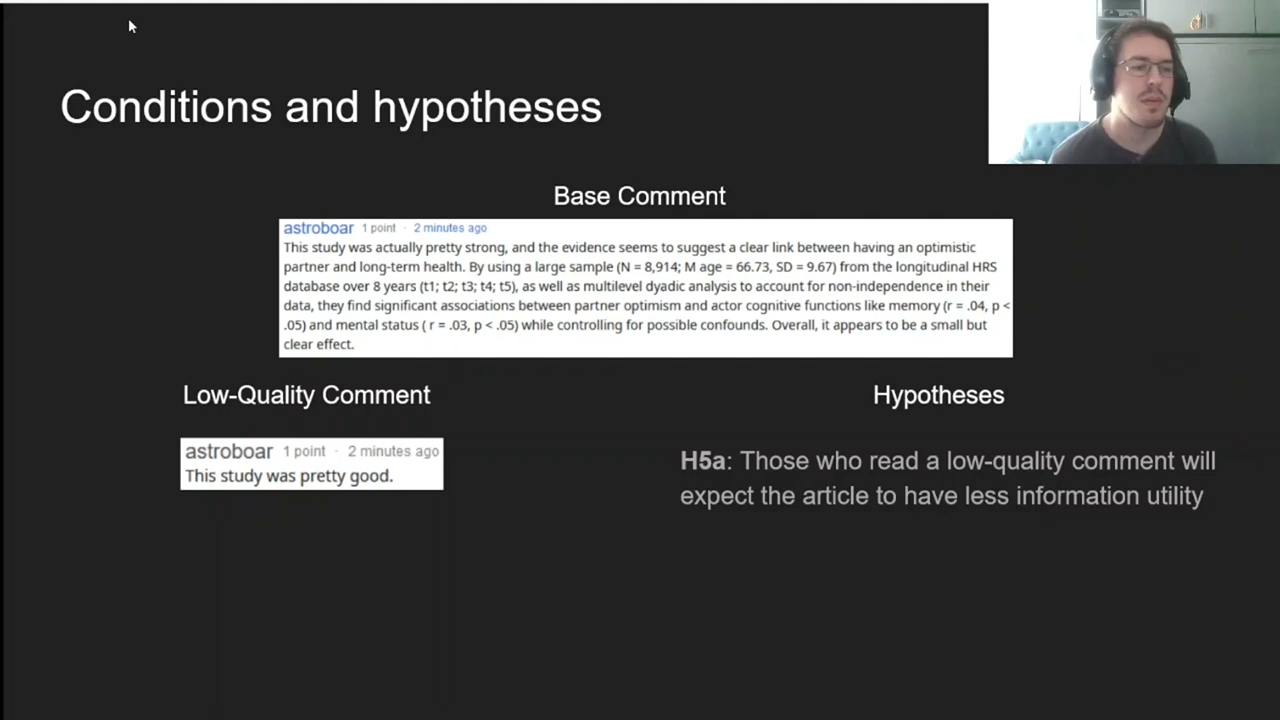 Conditions and hypotheses
Base Comment
astroboar 1 point · 2 minutes ago
This study was actually pretty strong, and the evidence seems to suggest a clear link between having an optimistic
partner and long-term health. By using a large sample (N = 8,914; M age = 66.73, SD = 9.67) from the longitudinal HRS
database over 8 years (t1; t2; t3; t4; t5), as well as multilevel dyadic analysis to account for non-independence in their
data, they find significant associations between partner optimism and actor cognitive functions like memory (r = .04, p <
.05) and mental status ( r = .03, p < .05) while controlling for possible confounds. Overall, it appears to be a small but
clear effect.
Low-Quality Comment
astroboar 1 point · 2 minutes ago
This study was pretty good.
Hypotheses
H5a: Those who read a low-quality comment will
expect the article to have less information utility